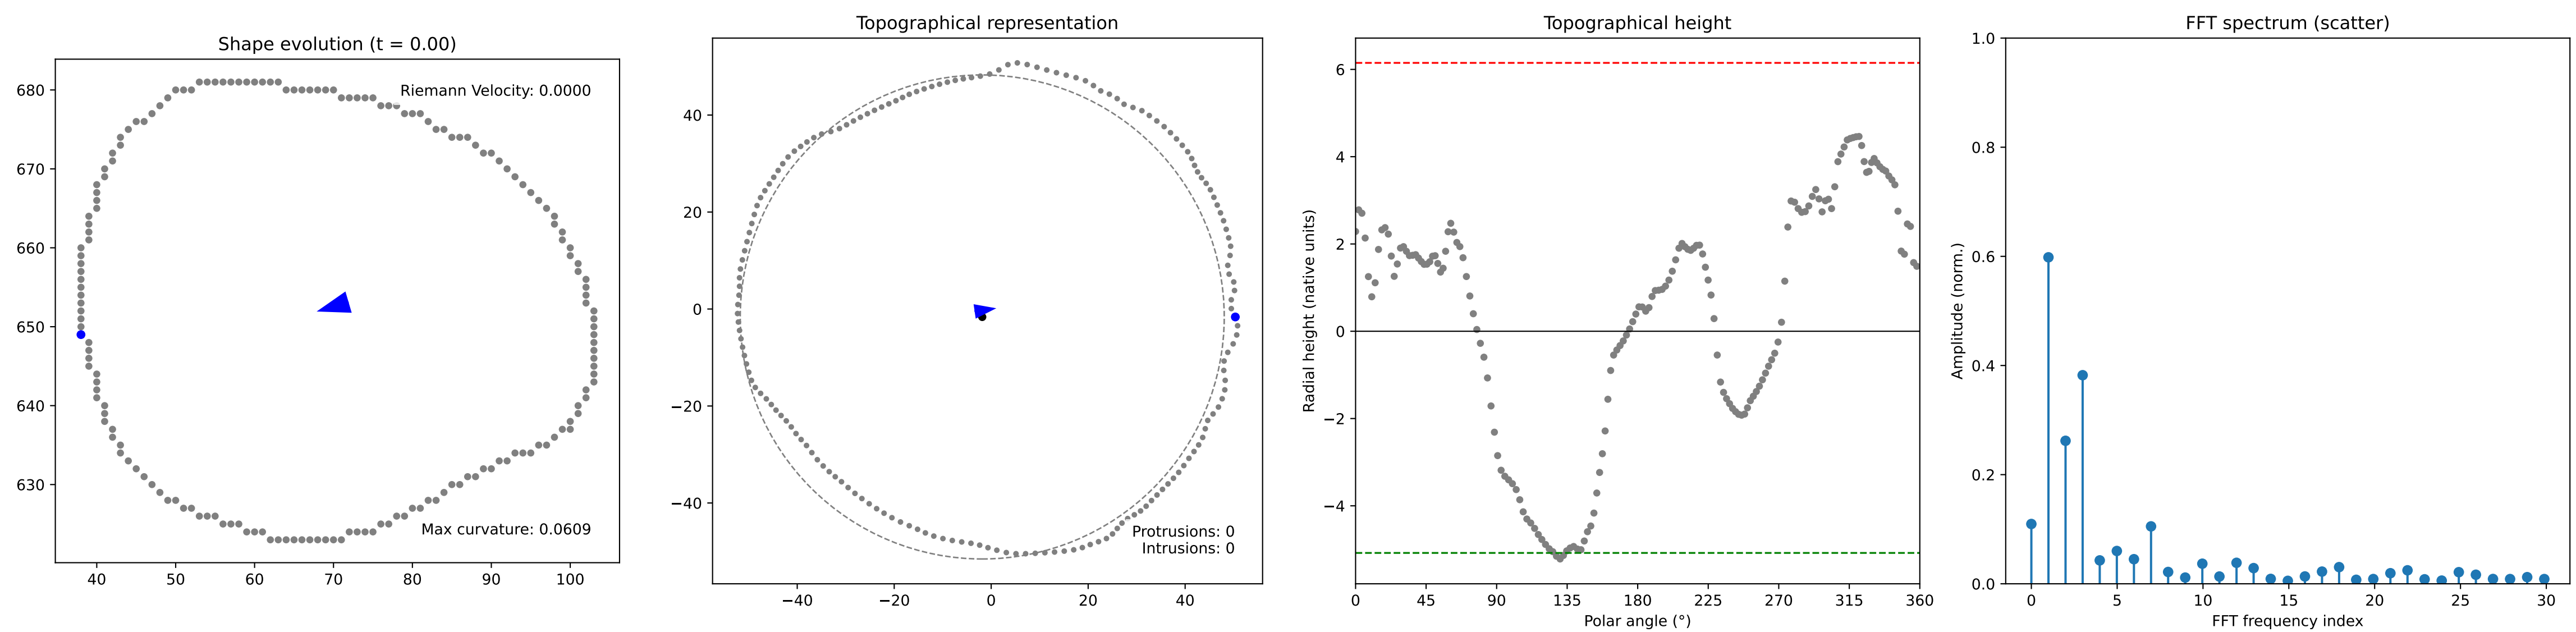 Shape evolution (t = 0.00)
Riemann Velocity: 0.0000
Max curvature: 0.0609
680
670
660
650
640
630
40 50 60 70 80 90 100
Topographical representation
Protrusions: 0
Intrusions: 0
40
20
0
−20
−40
−40 −20 0 20 40
Topographical height
Radial height (native units)
6
4
2
0
−2
−4
0 45 90 135 180 225 270 315 360
Polar angle (°)
FFT spectrum (scatter)
Amplitude (norm.)
1.0
0.8
0.6
0.4
0.2
0.0
0 5 10 15 20 25 30
FFT frequency index